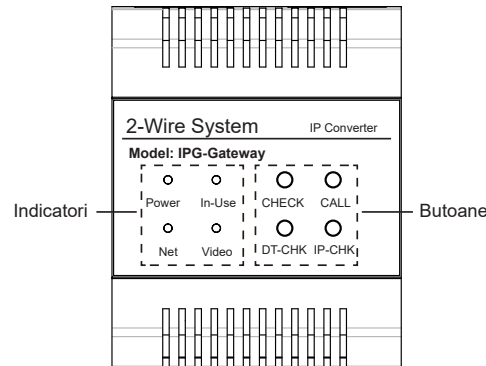 2-Wire System IP Converter
Model: IPG-Gateway
Power In-Use CHECK CALL
Indicatori Butoane
Net Video DT-CHK IP-CHK